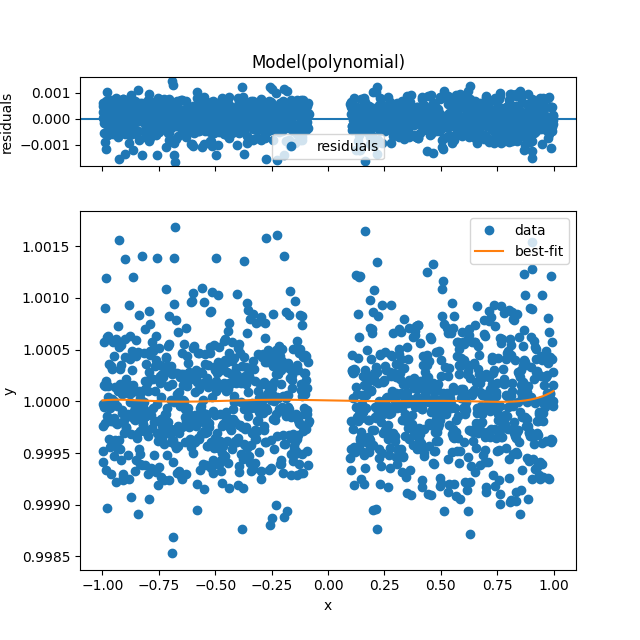 Model(polynomial)
residuals
0.001
0.000
−0.001
residuals
y
1.0015
1.0010
1.0005
1.0000
0.9995
0.9990
0.9985
data
best-fit
−1.00 −0.75 −0.50 −0.25 0.00 0.25 0.50 0.75 1.00
x